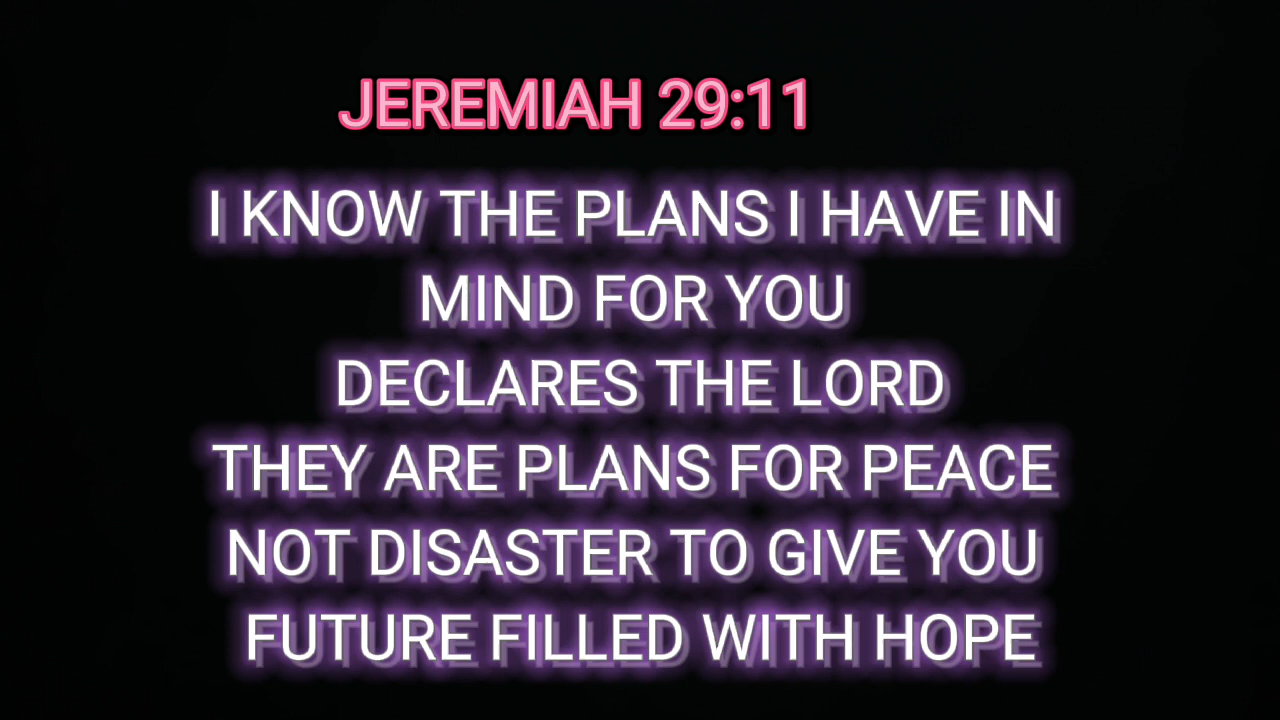 JEREMIAH 29:11
I KNOW THE PLANS I HAVE IN
MIND FOR YOU
DECLARES THE LORD
THEY ARE PLANS FOR PEACE
NOT DISASTER TO GIVE YOU
FUTURE FILLED WITH HOPE